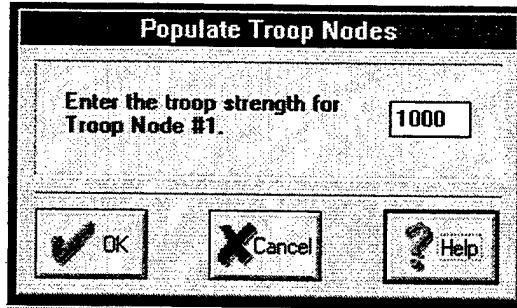 Populate Troop Nodes
Enter the troop strength for
Troop Node #1.
1000
OK
Cancel
Help